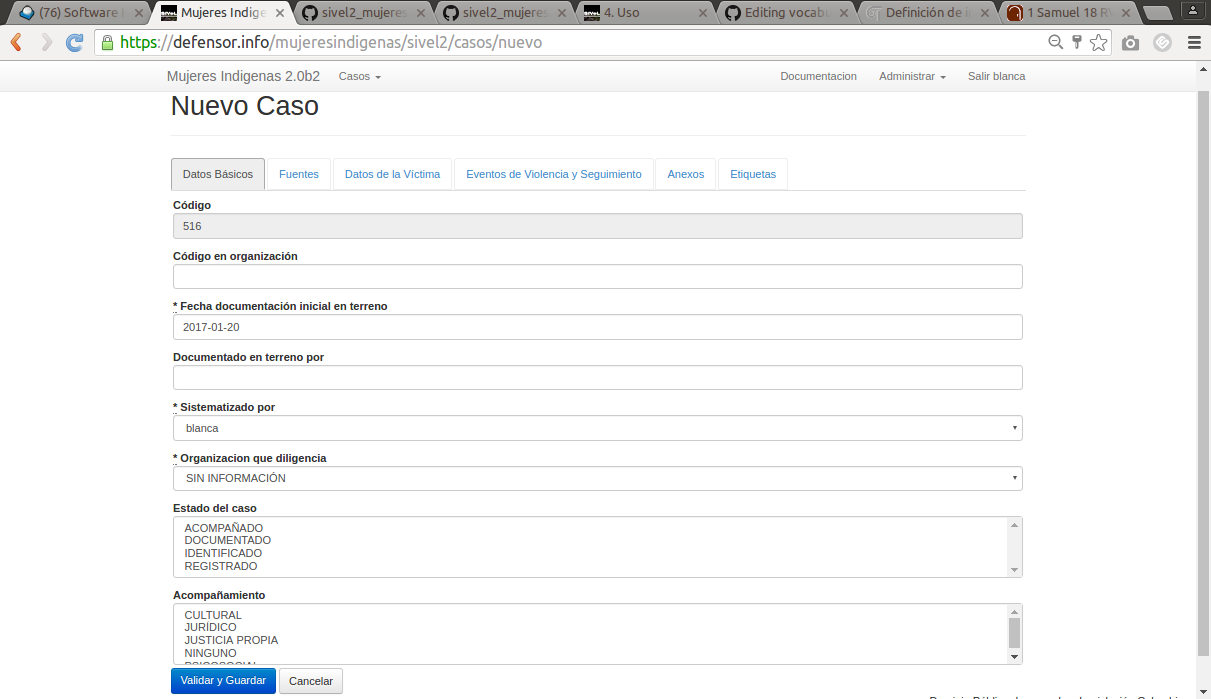 (76) Software
Mujeres Indige
sivel2_mujeres
sivel2_mujeres
4. Uso
Editing vocabu
Definición de i
1 Samuel 18 RV
https://defensor.info/mujeresindigenas/sivel2/casos/nuevo
Mujeres Indigenas 2.0b2
Casos
Documentacion
Administrar
Salir blanca
Nuevo Caso
Datos Básicos
Fuentes
Datos de la Víctima
Eventos de Violencia y Seguimiento
Anexos
Etiquetas
Código
516
Código en organización
* Fecha documentación inicial en terreno
2017-01-20
Documentado en terreno por
* Sistematizado por
blanca
* Organizacion que diligencia
SIN INFORMACIÓN
Estado del caso
ACOMPAÑADO
DOCUMENTADO
IDENTIFICADO
REGISTRADO
Acompañamiento
CULTURAL
JURÍDICO
JUSTICIA PROPIA
NINGUNO
PSICOSOCIAL
Validar y Guardar
Cancelar